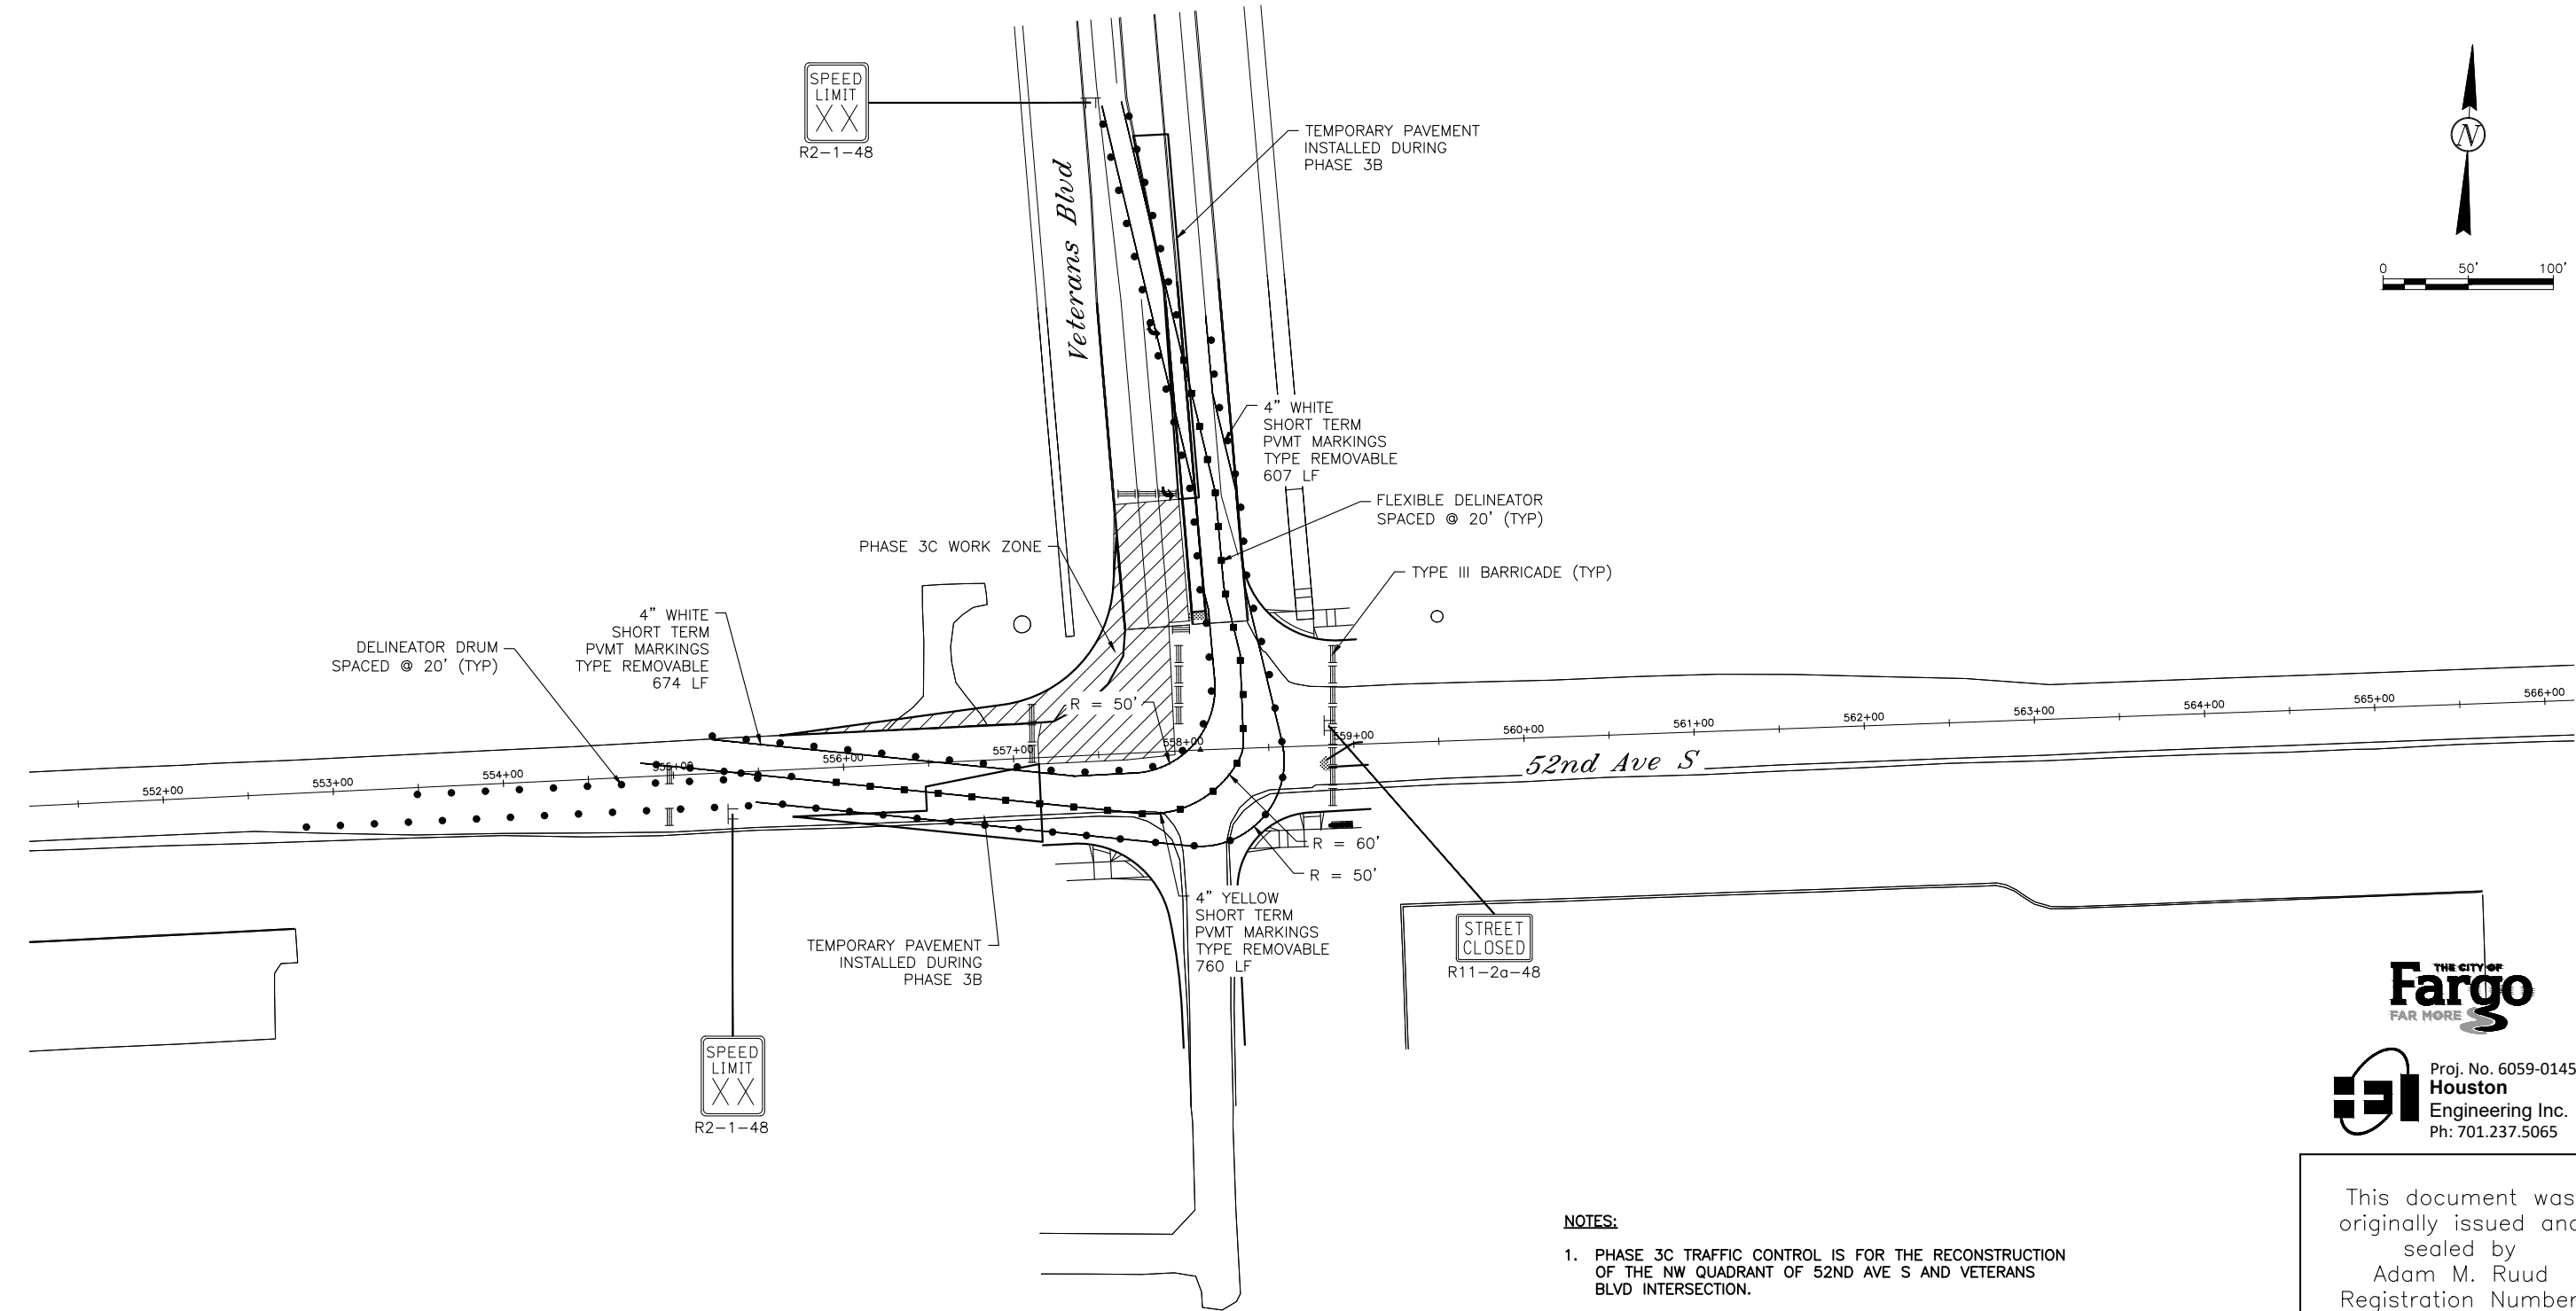 SPEED
LIMIT
XX
R2-1-48
TEMPORARY PAVEMENT
INSTALLED DURING
PHASE 3B
N
0 50' 100'
Veterans Blvd
4" WHITE
SHORT TERM
PVMT MARKINGS
TYPE REMOVABLE
607 LF
FLEXIBLE DELINEATOR
SPACED @ 20' (TYP)
PHASE 3C WORK ZONE
TYPE III BARRICADE (TYP)
4" WHITE
SHORT TERM
PVMT MARKINGS
TYPE REMOVABLE
674 LF
DELINEATOR DRUM
SPACED @ 20' (TYP)
R = 50'
552+00
553+00
554+00
555+00
556+00
557+00
558+00
559+00
560+00
561+00
562+00
563+00
564+00
565+00
566+00
52nd Ave S
R = 60'
R = 50'
4" YELLOW
SHORT TERM
PVMT MARKINGS
TYPE REMOVABLE
760 LF
TEMPORARY PAVEMENT
INSTALLED DURING
PHASE 3B
STREET
CLOSED
R11-2a-48
SPEED
LIMIT
XX
R2-1-48
THE CITY OF
Fargo
FAR MORE
Proj. No. 6059-0145
Houston
Engineering Inc.
Ph: 701.237.5065
This document was
originally issued and
sealed by
Adam M. Ruud
Registration Number
NOTES:
1. PHASE 3C TRAFFIC CONTROL IS FOR THE RECONSTRUCTION
OF THE NW QUADRANT OF 52ND AVE S AND VETERANS
BLVD INTERSECTION.